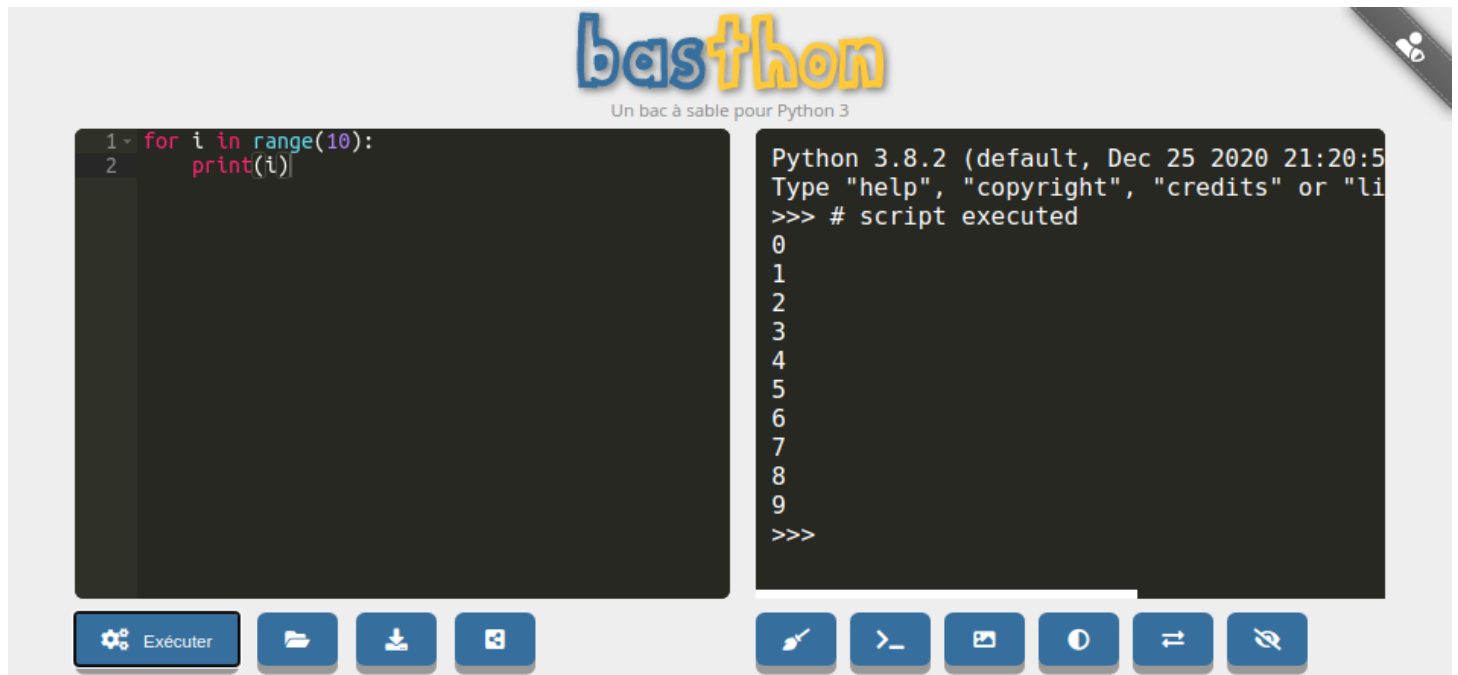 basthon
Un bac à sable pour Python 3
1 for i in range(10):
2     print(i)
Exécuter
Python 3.8.2 (default, Dec 25 2020 21:20:5
Type "help", "copyright", "credits" or "li
>>> # script executed
0
1
2
3
4
5
6
7
8
9
>>>